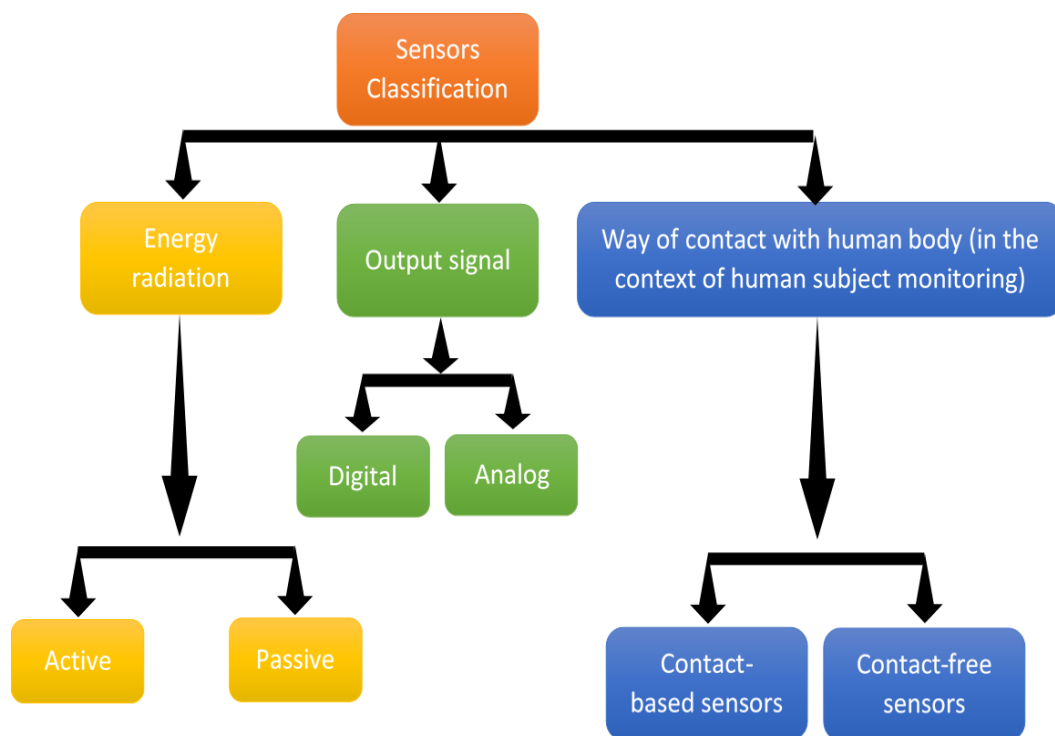 Sensors
Classification
Energy
radiation
Output signal
Way of contact with human body (in the
context of human subject monitoring)
Digital
Analog
Active
Passive
Contact-
based sensors
Contact-free
sensors